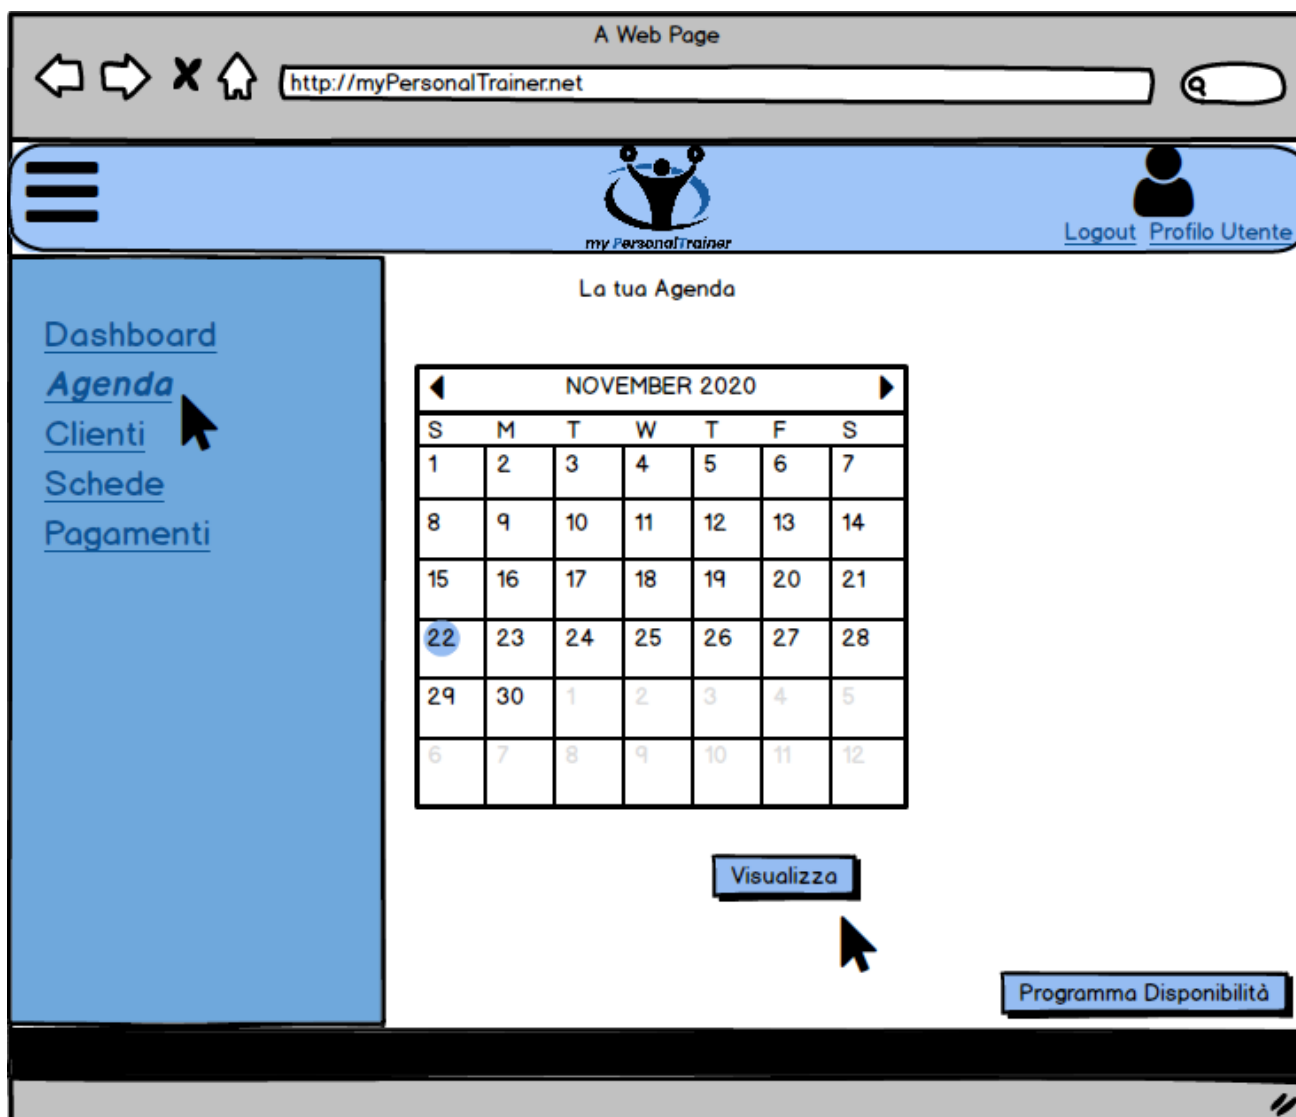 A Web Page
http://myPersonalTrainer.net
my PersonalTrainer
Logout Profilo Utente
La tua Agenda
Dashboard
Agenda
Clienti
Schede
Pagamenti
NOVEMBER 2020
S M T W T F S
1 2 3 4 5 6 7
8 9 10 11 12 13 14
15 16 17 18 19 20 21
22 23 24 25 26 27 28
29 30 1 2 3 4 5
6 7 8 9 10 11 12
Visualizza
Programma Disponibilità